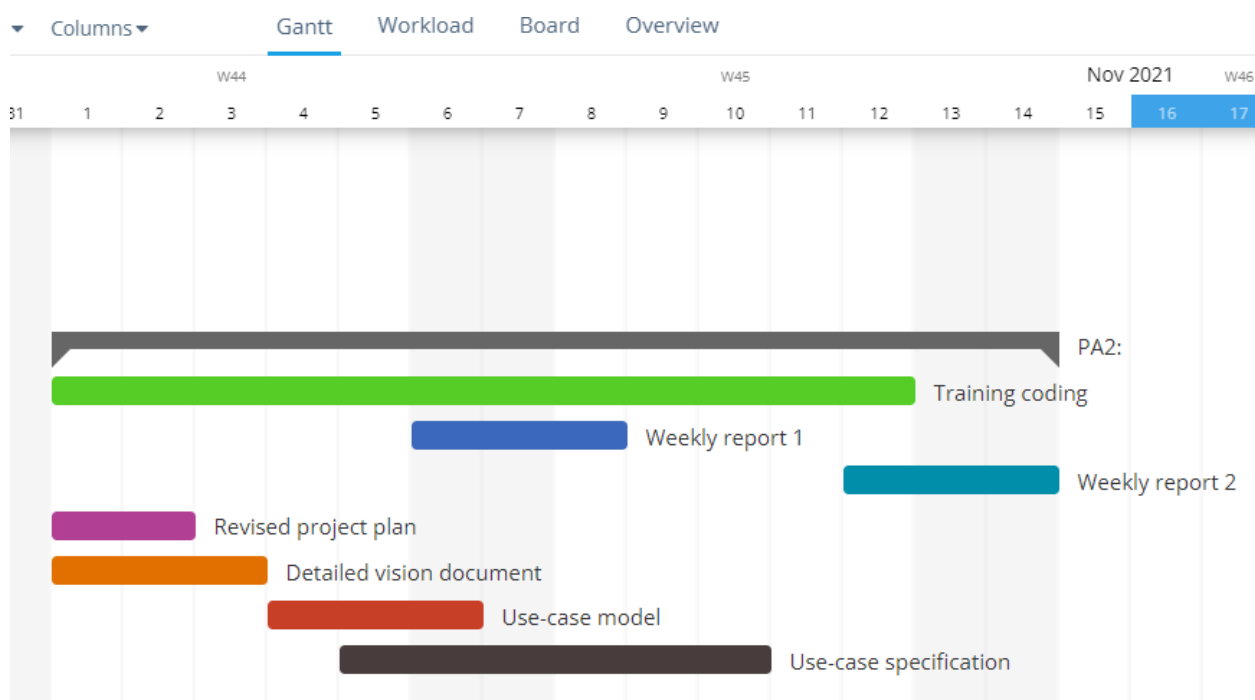 Columns Gantt Workload Board Overview
W44 W45 Nov 2021 W46
31 1 2 3 4 5 6 7 8 9 10 11 12 13 14 15 16 17
PA2:
Training coding
Weekly report 1
Weekly report 2
Revised project plan
Detailed vision document
Use-case model
Use-case specification